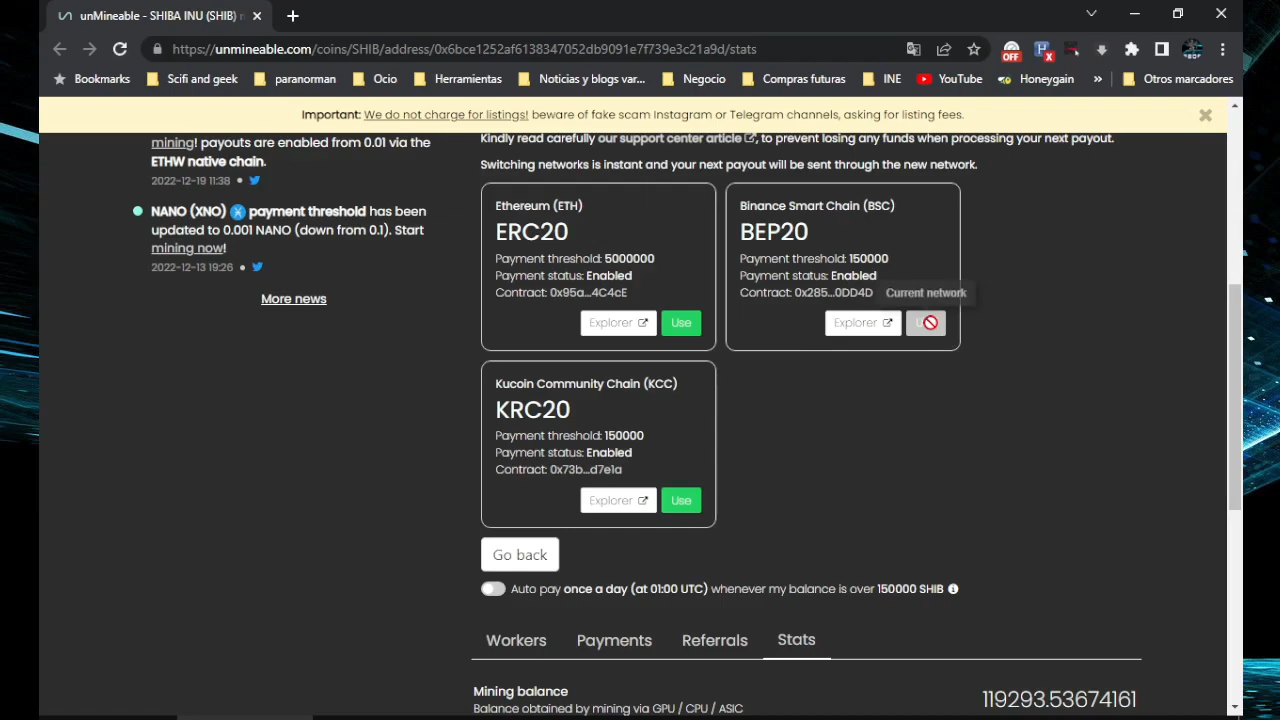 unMineable - SHIBA INU (SHIB)
https://unmineable.com/coins/SHIB/address/0x6bce1252af6138347052db9091e7f739e3c21a9d/stats
OFF
Bookmarks
Scifi and geek
paranorman
Ocio
Herramientas
Noticias y blogs var...
Negocio
Compras futuras
INE
YouTube
Honeygain
»
Otros marcadores
Important: We do not charge for listings! beware of fake scam Instagram or Telegram channels, asking for listing fees.
mining! payouts are enabled from 0.01 via the
ETHW native chain.
2022-12-19 11:38
NANO (XNO) payment threshold has been
updated to 0.001 NANO (down from 0.1). Start
mining now!
2022-12-13 19:26
More news
Kindly read carefully our support center article, to prevent losing any funds when processing your next payout.
Switching networks is instant and your next payout will be sent through the new network.
Ethereum (ETH)
ERC20
Payment threshold: 5000000
Payment status: Enabled
Contract: 0x95a...4C4cE
Explorer
Use
Binance Smart Chain (BSC)
BEP20
Payment threshold: 150000
Payment status: Enabled
Contract: 0x285...0DD4D
Current network
Explorer
Kucoin Community Chain (KCC)
KRC20
Payment threshold: 150000
Payment status: Enabled
Contract: 0x73b...d7e1a
Explorer
Use
Go back
Auto pay once a day (at 01:00 UTC) whenever my balance is over 150000 SHIB
Workers
Payments
Referrals
Stats
Mining balance
Balance obtained by mining via GPU / CPU / ASIC
119293.53674161